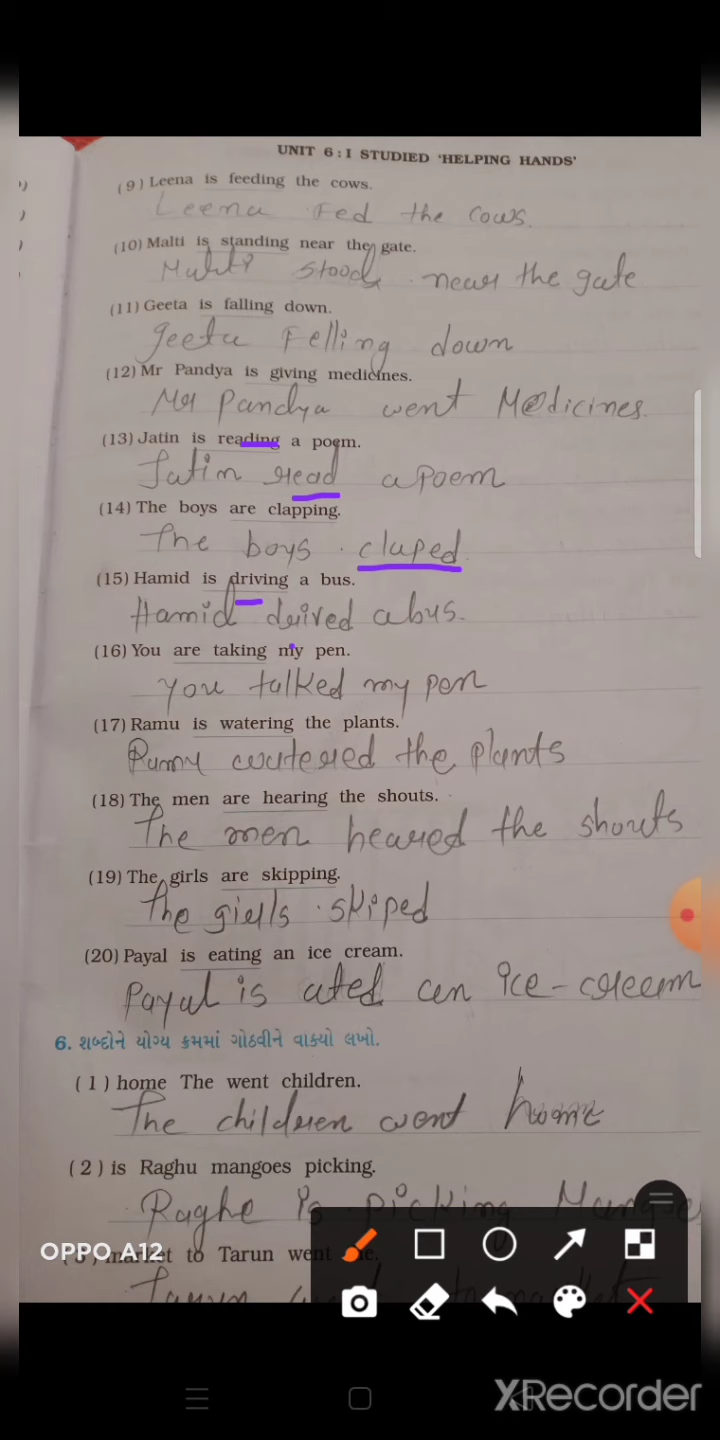 UNIT 6 : I STUDIED 'HELPING HANDS'
(9) Leena is feeding the cows.
Leena Fed the cows.
(10) Malti is standing near the gate.
Malti stood near the gate
(11) Geeta is falling down.
geeta Felling down
(12) Mr Pandya is giving medicines.
Mr Pandya went Medicines.
(13) Jatin is reading a poem.
Jatin read a poem
(14) The boys are clapping.
The boys claped.
(15) Hamid is driving a bus.
Hamid derived a bus.
(16) You are taking my pen.
you talked my pen
(17) Ramu is watering the plants.
Ramy watered the plants
(18) The men are hearing the shouts.
The men heared the shouts
(19) The girls are skipping.
The girls skiped
(20) Payal is eating an ice cream.
Payal is ated an ice-cream
6. શબ્દોને યોગ્ય ક્રમમાં ગોઠવીને વાક્યો લખો.
(1) home The went children.
The children went home
(2) is Raghu mangoes picking.
Raghe is picking
OPPO A12
market to Tarun went
XRecorder